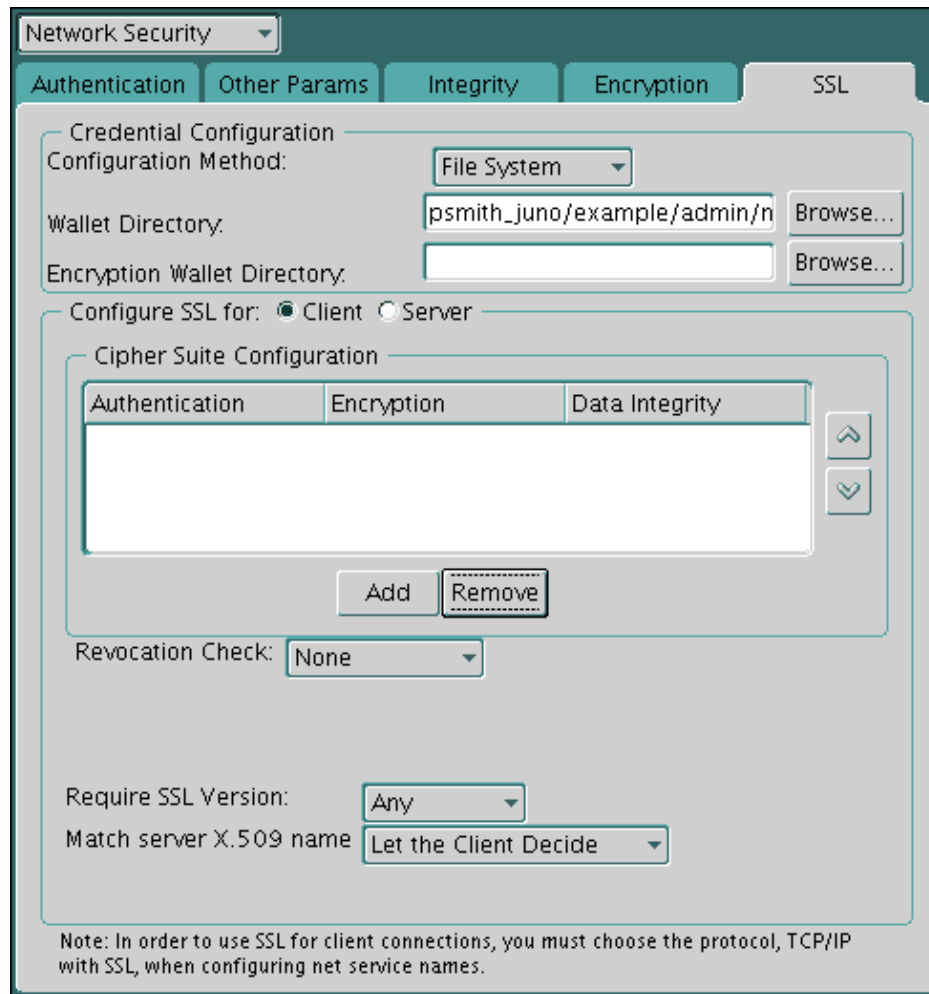 Network Security
Authentication Other Params Integrity Encryption SSL
Credential Configuration
Configuration Method: File System
Wallet Directory: psmith_juno/example/admin/n Browse...
Encryption Wallet Directory: Browse...
Configure SSL for: Client Server
Cipher Suite Configuration
Authentication Encryption Data Integrity
Add Remove
Revocation Check: None
Require SSL Version: Any
Match server X.509 name Let the Client Decide
Note: In order to use SSL for client connections, you must choose the protocol, TCP/IP
with SSL, when configuring net service names.